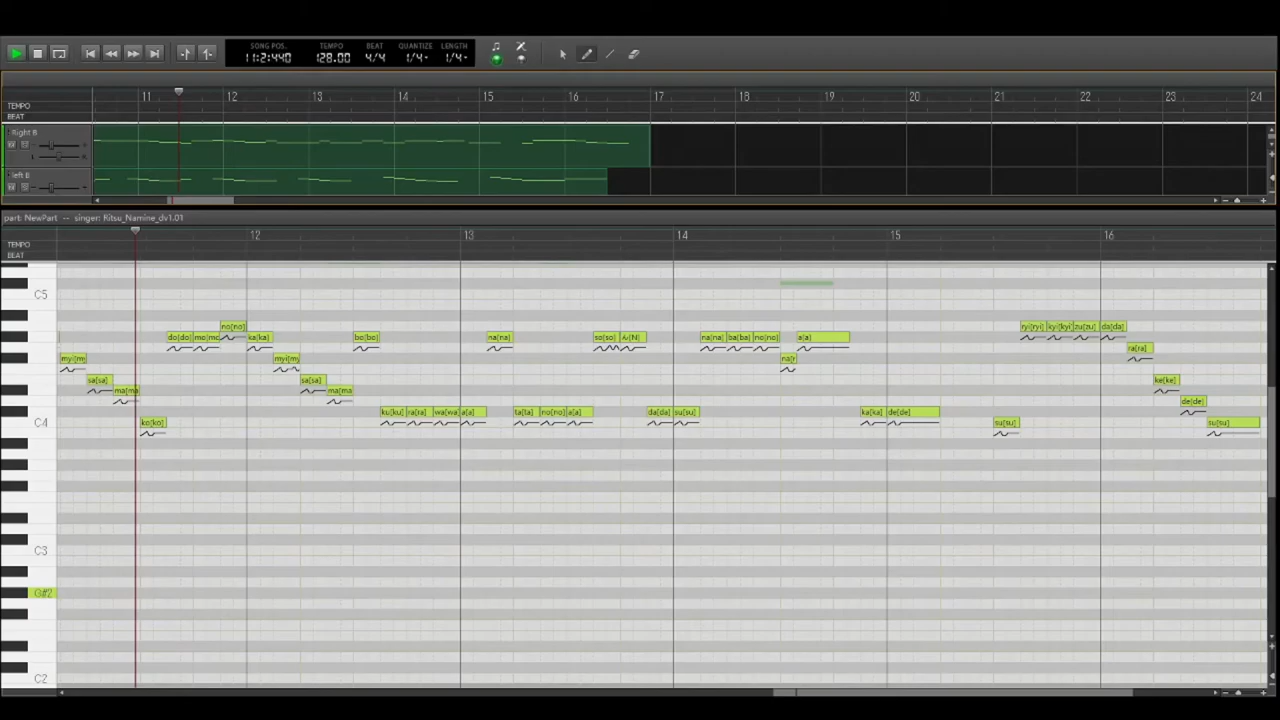 SONG POS. TEMPO BEAT QUANTIZE LENGTH
11:2:440 128.00 4/4 1/4 1/4
11 12 13 14 15 16 17 18 19 20 21 22 23 24
TEMPO
BEAT
Right B
left B
part: NewPart -- singer: Kitsu_Namine_dv1.01
12 13 14 15 16
TEMPO
BEAT
C5
no[no] ryi[ryi] kyi[kyi] zu[zu] da[da]
do[do] mo[mo ka[ka] bo[bo] na[na] so[so] na[na] ba[ba] no[no] a[a]
ra[ra]
myi[m myi[my na[
sa[sa] sa[sa] ke[ke]
ma[ma ma[ma de[de]
ku[ku] ra[ra] wa[wa] a[a] ta[ta] no[no] a[a] da[da] su[su] ka[ka] de[de]
C4 ko[ko] su[su] su[su]
C3
G#2
C2